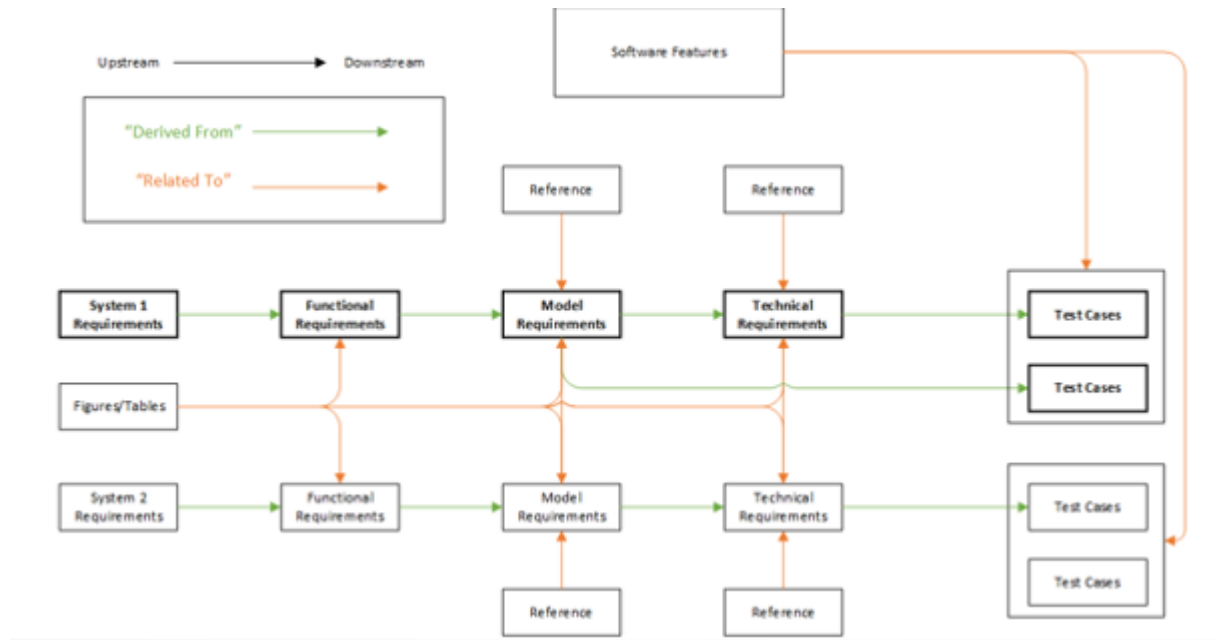 Software Features
Upstream
Downstream
"Derived From"
"Related To"
Reference
Reference
System 1
Requirements
Functional
Requirements
Model
Requirements
Technical
Requirements
Test Cases
Test Cases
Figures/Tables
System 2
Requirements
Functional
Requirements
Model
Requirements
Technical
Requirements
Test Cases
Test Cases
Reference
Reference